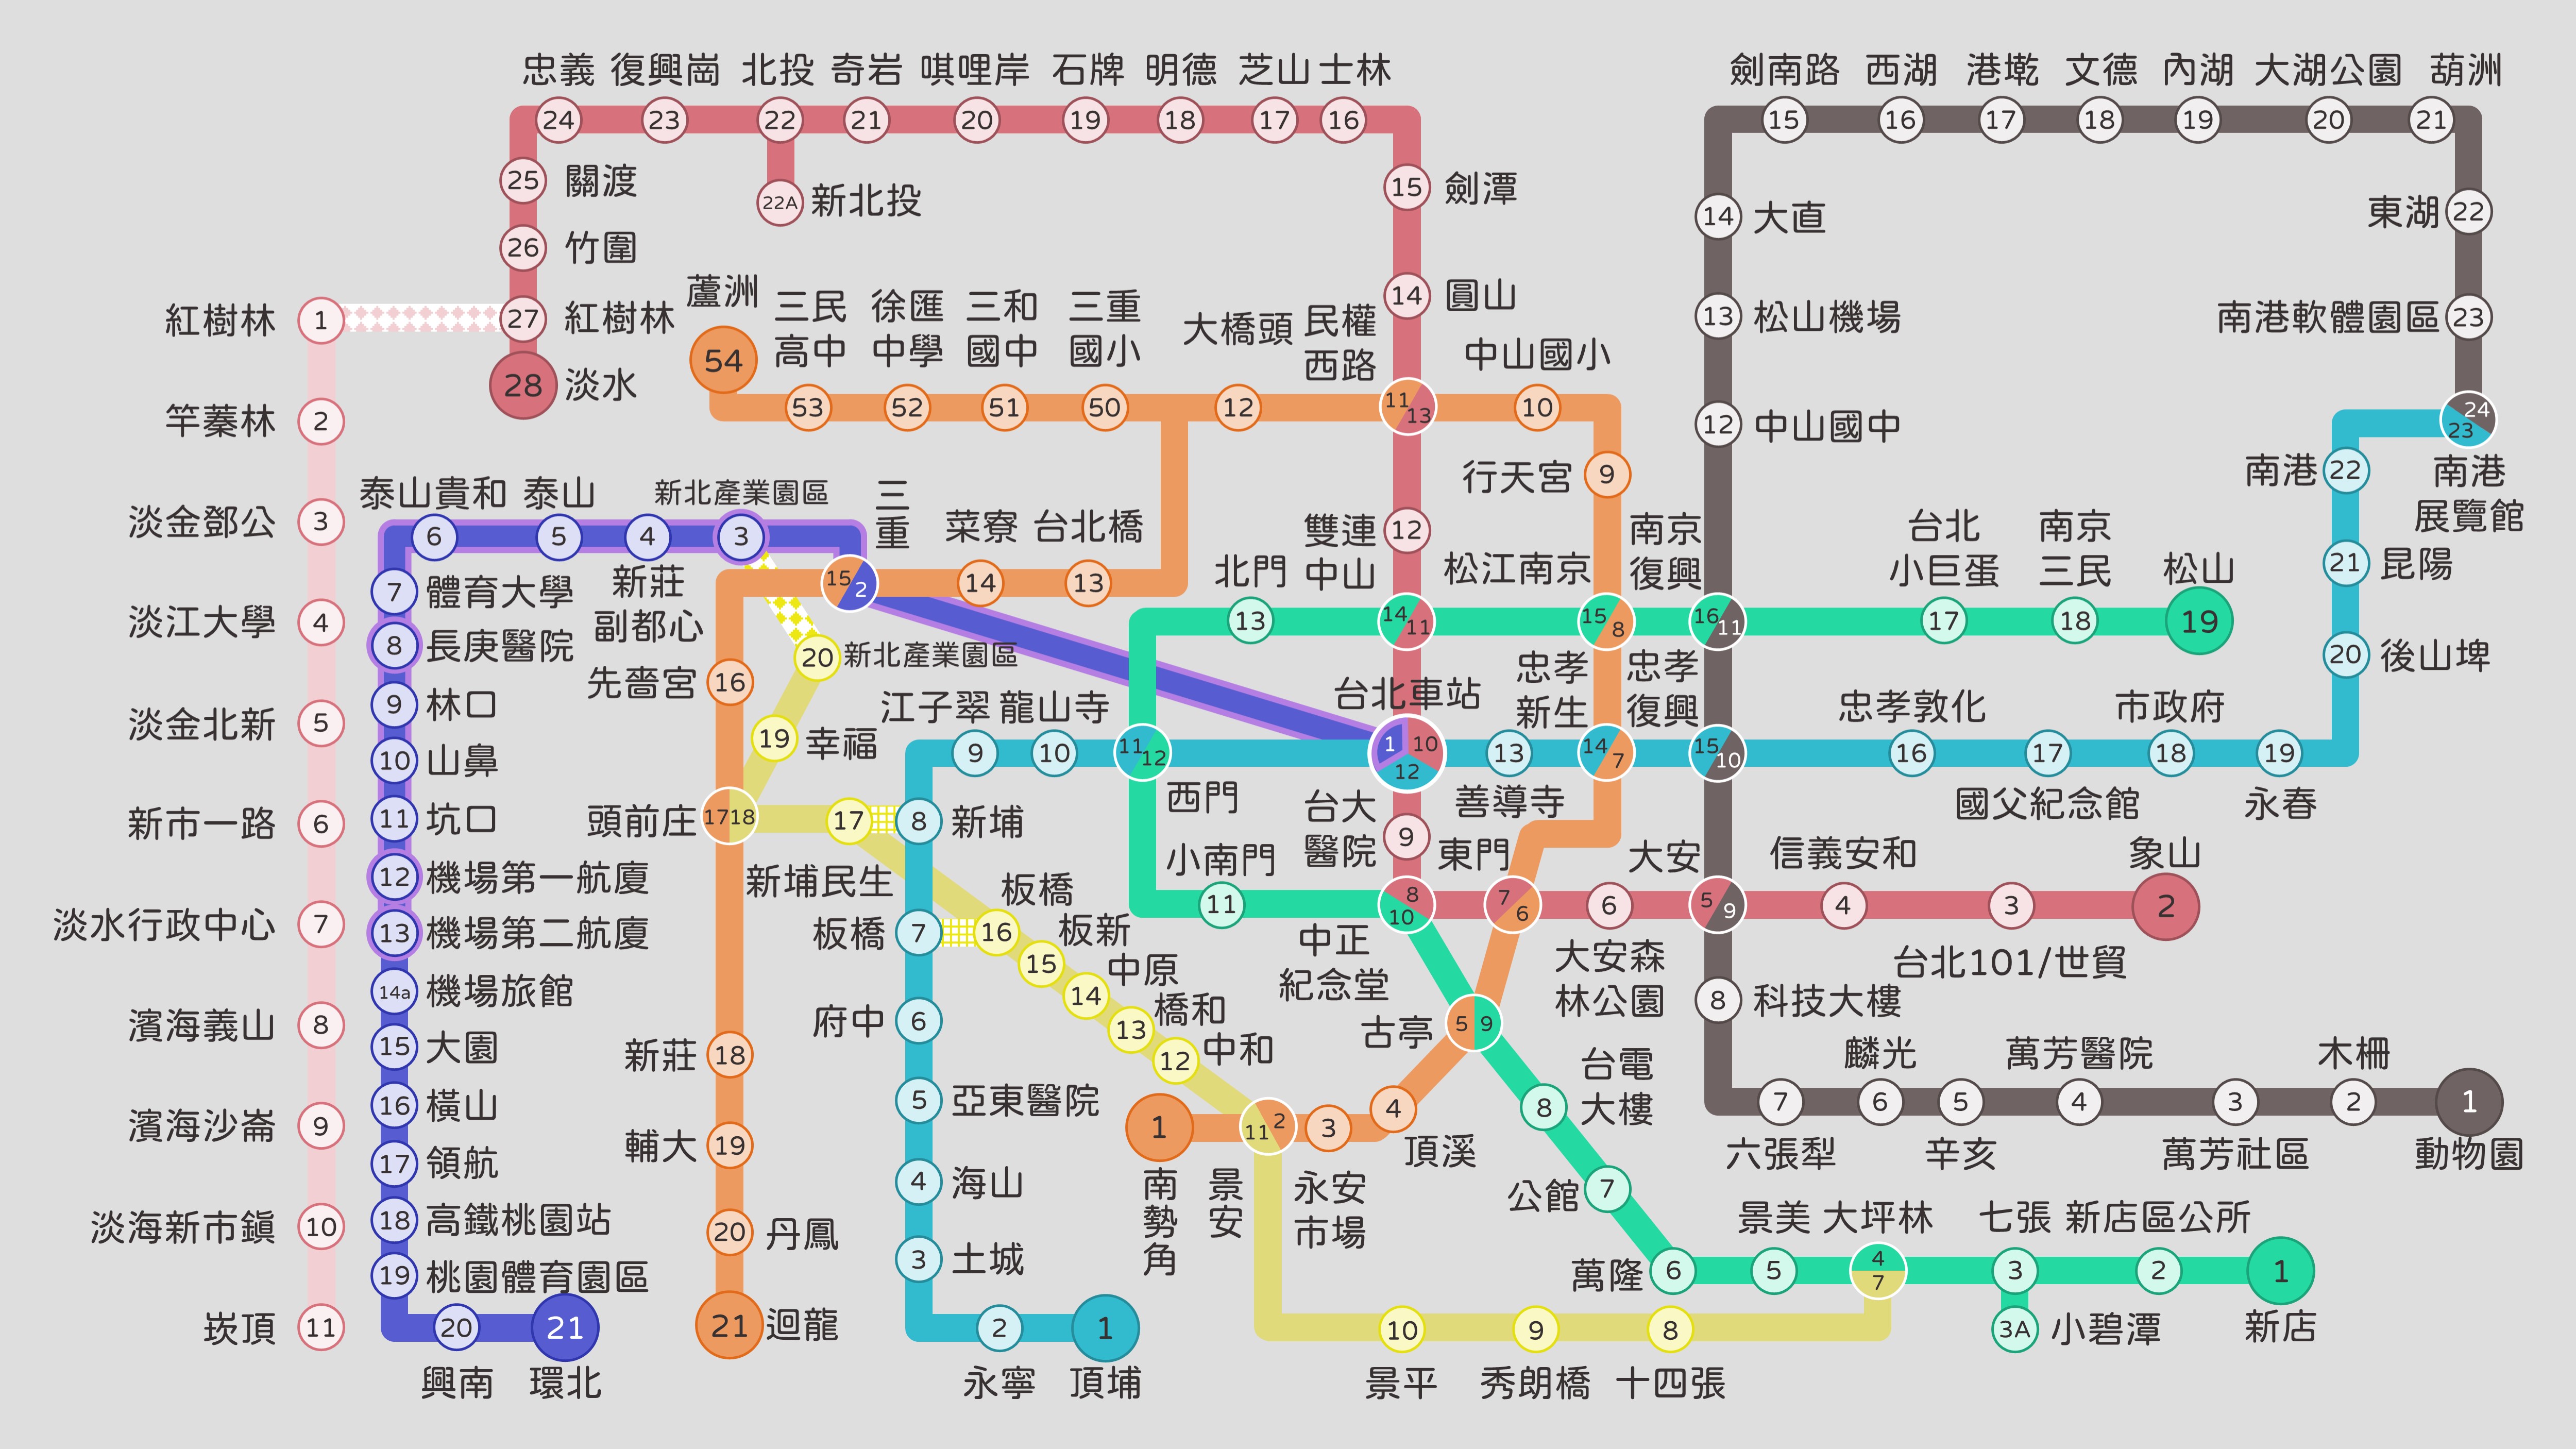 忠義 復興崗 北投 奇岩 唭哩岸 石牌 明德 芝山 士林
24 23 22 21 20 19 18 17 16
25 關渡
22A 新北投
26 竹圍
27 紅樹林
28 淡水
15 劍潭
14 圓山
劍南路 西湖 港墘 文德 內湖 大湖公園 葫洲
15 16 17 18 19 20 21
14 大直
東湖 22
13 松山機場
南港軟體園區 23
12 中山國中
24
23
南港
展覽館
南港 22
21 昆陽
20 後山埤
紅樹林 1
竿蓁林 2
淡金鄧公 3
淡江大學 4
淡金北新 5
新市一路 6
淡水行政中心 7
濱海義山 8
濱海沙崙 9
淡海新市鎮 10
崁頂 11
蘆洲
54
三民
高中
徐匯
中學
三和
國中
三重
國小
大橋頭
民權
西路
中山國小
53 52 51 50 12 11 13 10
行天宮 9
泰山貴和 泰山 新北產業園區
6 5 4 3
新莊
副都心
三
重
15 2
菜寮 台北橋
14 13
7 體育大學
8 長庚醫院
9 林口
10 山鼻
11 坑口
12 機場第一航廈
13 機場第二航廈
14a 機場旅館
15 大園
16 橫山
17 領航
18 高鐵桃園站
19 桃園體育園區
20 21
興南 環北
先嗇宮 16
頭前庄 17 18
新莊 18
輔大 19
20 丹鳳
21 迴龍
20 新北產業園區
19 幸福
17
新埔民生
雙連 12
中山
北門
13
14 11
松江南京
15 8
南京
復興
16 11
台北
小巨蛋
南京
三民
松山
17 18 19
江子翠 龍山寺
9 10
11 12
西門
台北車站
1 10
12
13
善導寺
忠孝
新生
14 7
忠孝
復興
15 10
忠孝敦化 市政府
16 17 18 19
國父紀念館 永春
8 新埔
板橋 7
府中 6
5 亞東醫院
4 海山
3 土城
2 1
永寧 頂埔
板橋
16
板新
15
中原
14
橋和
13
中和
12
台大
醫院
9
小南門
11
8
10
中正
紀念堂
東門
7 6
6
大安森
林公園
大安
5 9
信義安和 象山
4 3 2
台北101/世貿
8 科技大樓
麟光 萬芳醫院 木柵
7 6 5 4 3 2 1
六張犁 辛亥 萬芳社區 動物園
古亭 5 9
1
南
勢
角
11 2
景
安
3
永安
市場
4
頂溪
台電
大樓
8
公館 7
萬隆 6
景美 大坪林 七張 新店區公所
5 4 3 2 1
7
新店
3A 小碧潭
10 9 8
景平 秀朗橋 十四張